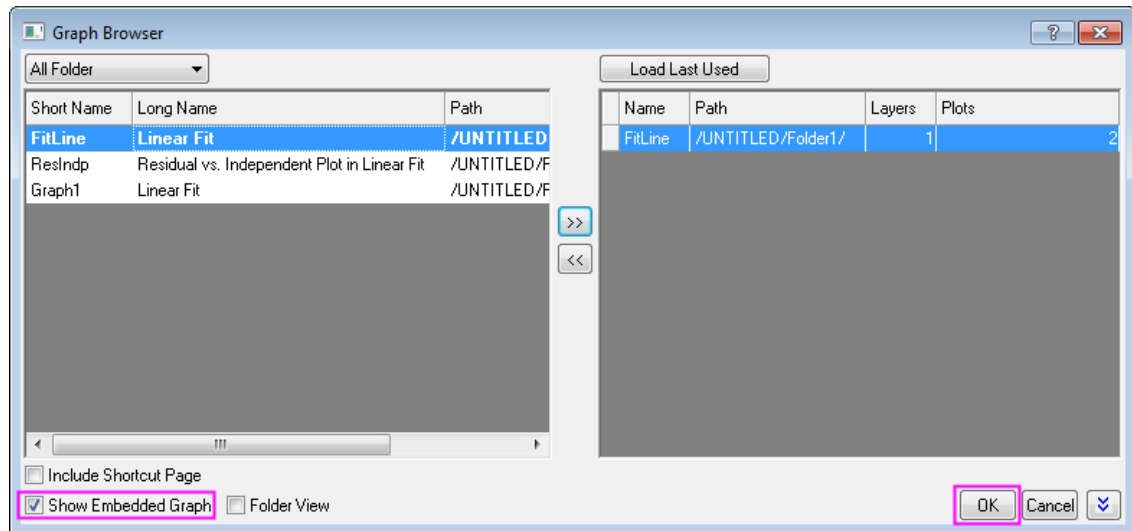 Graph Browser
All Folder
Load Last Used
Short Name Long Name Path
Name Path Layers Plots
FitLine Linear Fit /UNTITLED
FitLine /UNTITLED/Folder1/ 1 2
ResIndp Residual vs. Independent Plot in Linear Fit /UNTITLED/F
Graph1 Linear Fit /UNTITLED/F
>>
<<
Include Shortcut Page
Show Embedded Graph Folder View
OK Cancel